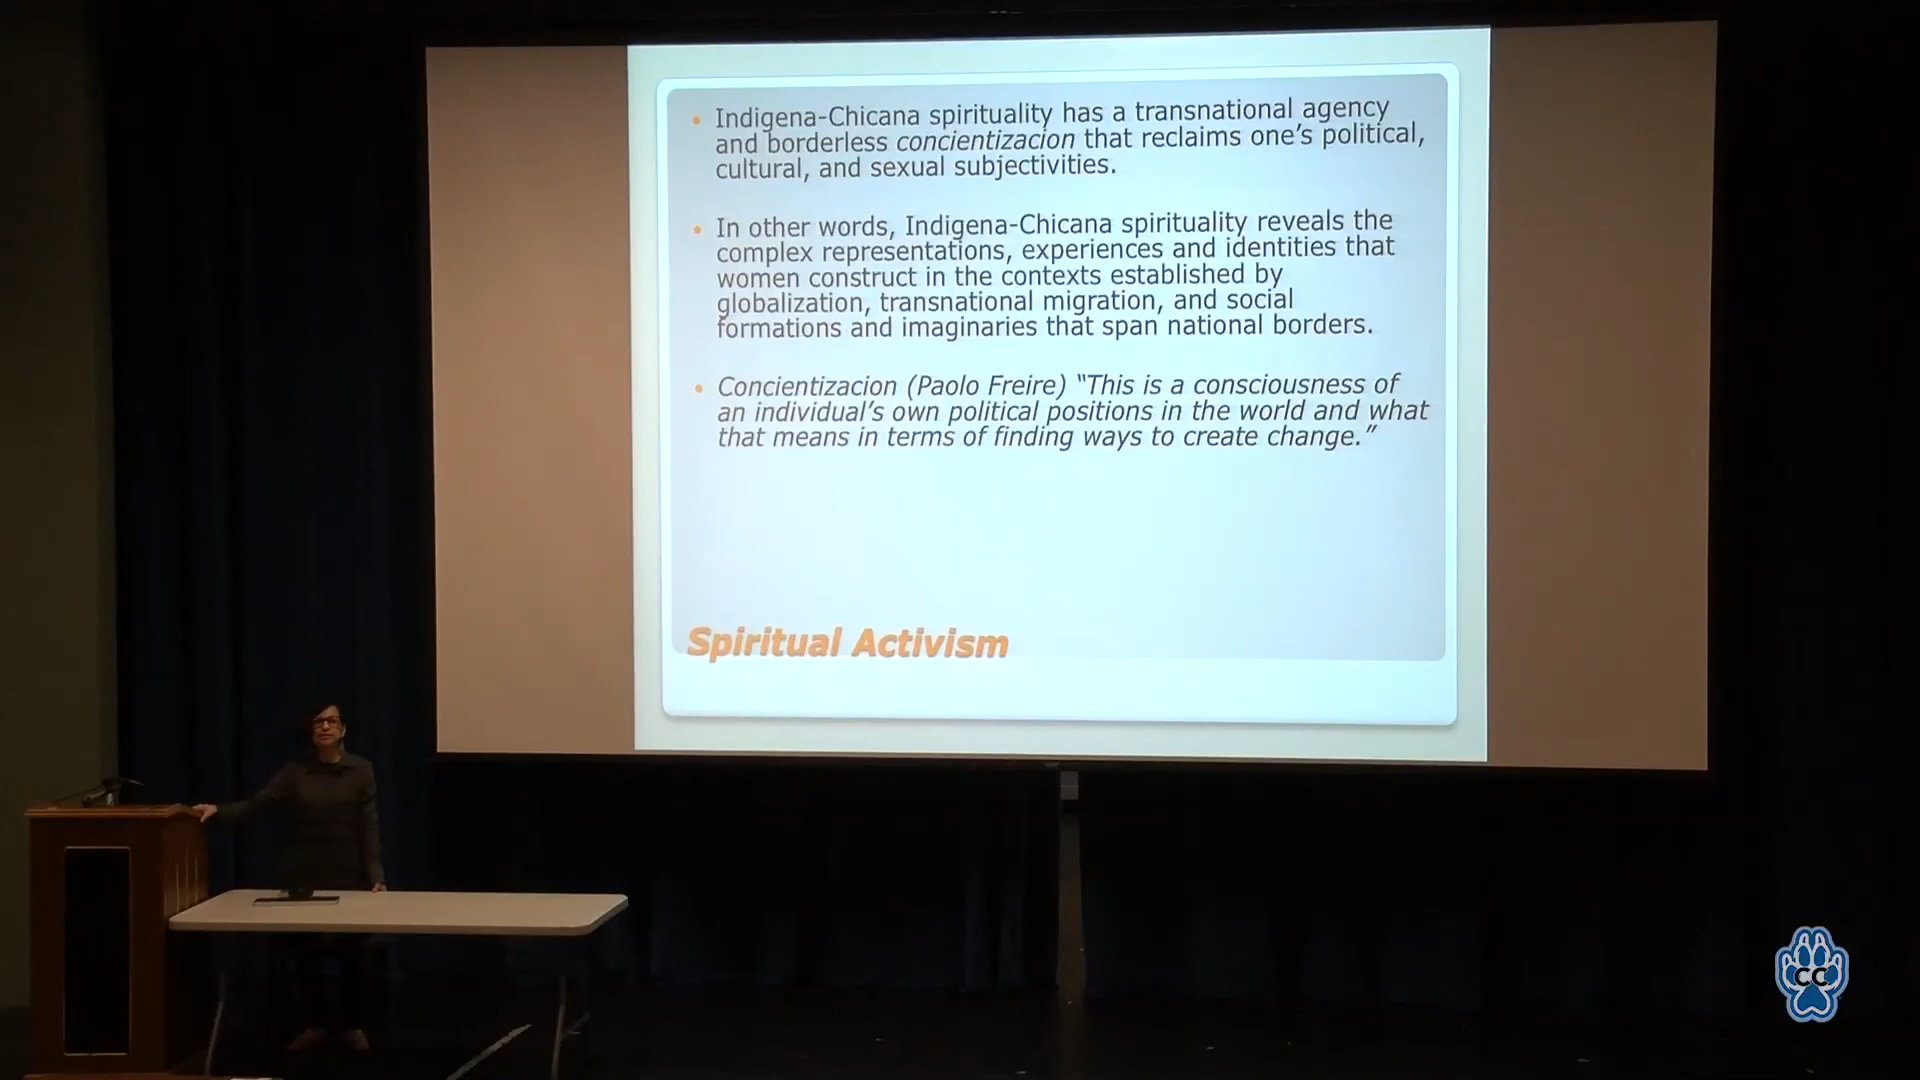 Indigena-Chicana spirituality has a transnational agency
and borderless concientizacion that reclaims one's political,
cultural, and sexual subjectivities.
In other words, Indigena-Chicana spirituality reveals the
complex representations, experiences and identities that
women construct in the contexts established by
globalization, transnational migration, and social
formations and imaginaries that span national borders.
Concientizacion (Paolo Freire) “This is a consciousness of
an individual's own political positions in the world and what
that means in terms of finding ways to create change.”
Spiritual Activism
CC